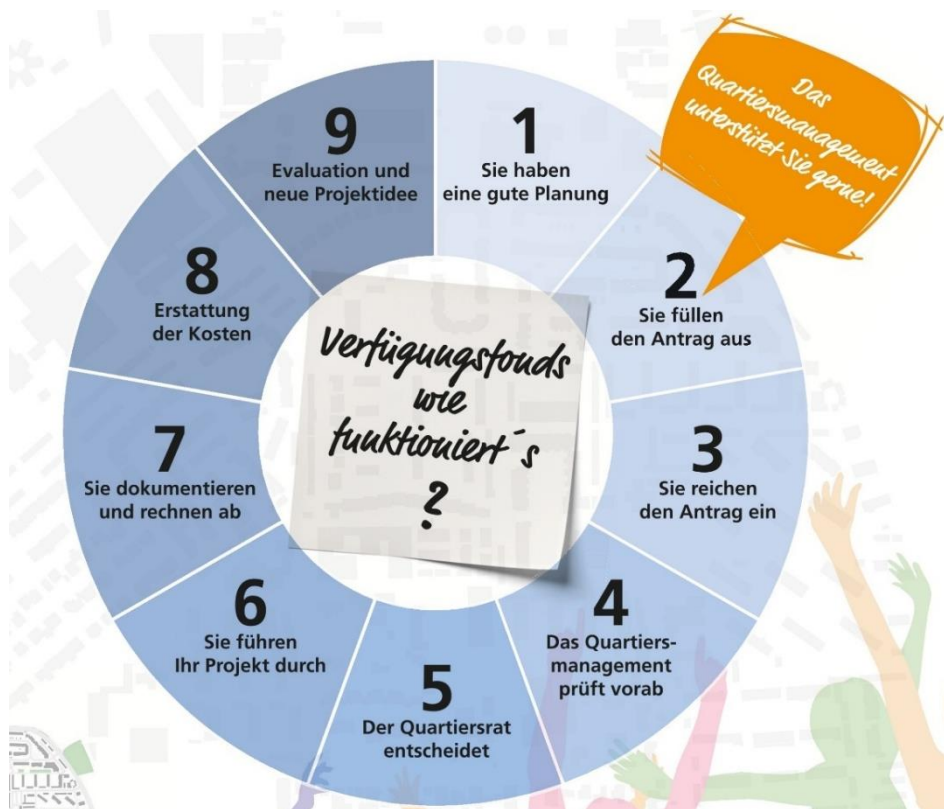 Verfügungsfonds
wie
funktioniert´s
?
1
Sie haben
eine gute Planung
Das
Quartiersmanagement
unterstützt Sie gerne!
2
Sie füllen
den Antrag aus
3
Sie reichen
den Antrag ein
4
Das Quartiers-
management
prüft vorab
5
Der Quartiersrat
entscheidet
6
Sie führen
Ihr Projekt durch
7
Sie dokumentieren
und rechnen ab
8
Erstattung
der Kosten
9
Evaluation und
neue Projektidee